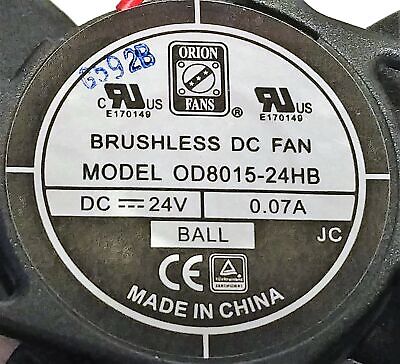 G592B
ORION
FANS
®
C US
E170149
C US
E170149
BRUSHLESS DC FAN
MODEL OD8015-24HB
DC 24V 0.07A
BALL JC
CE
MADE IN CHINA